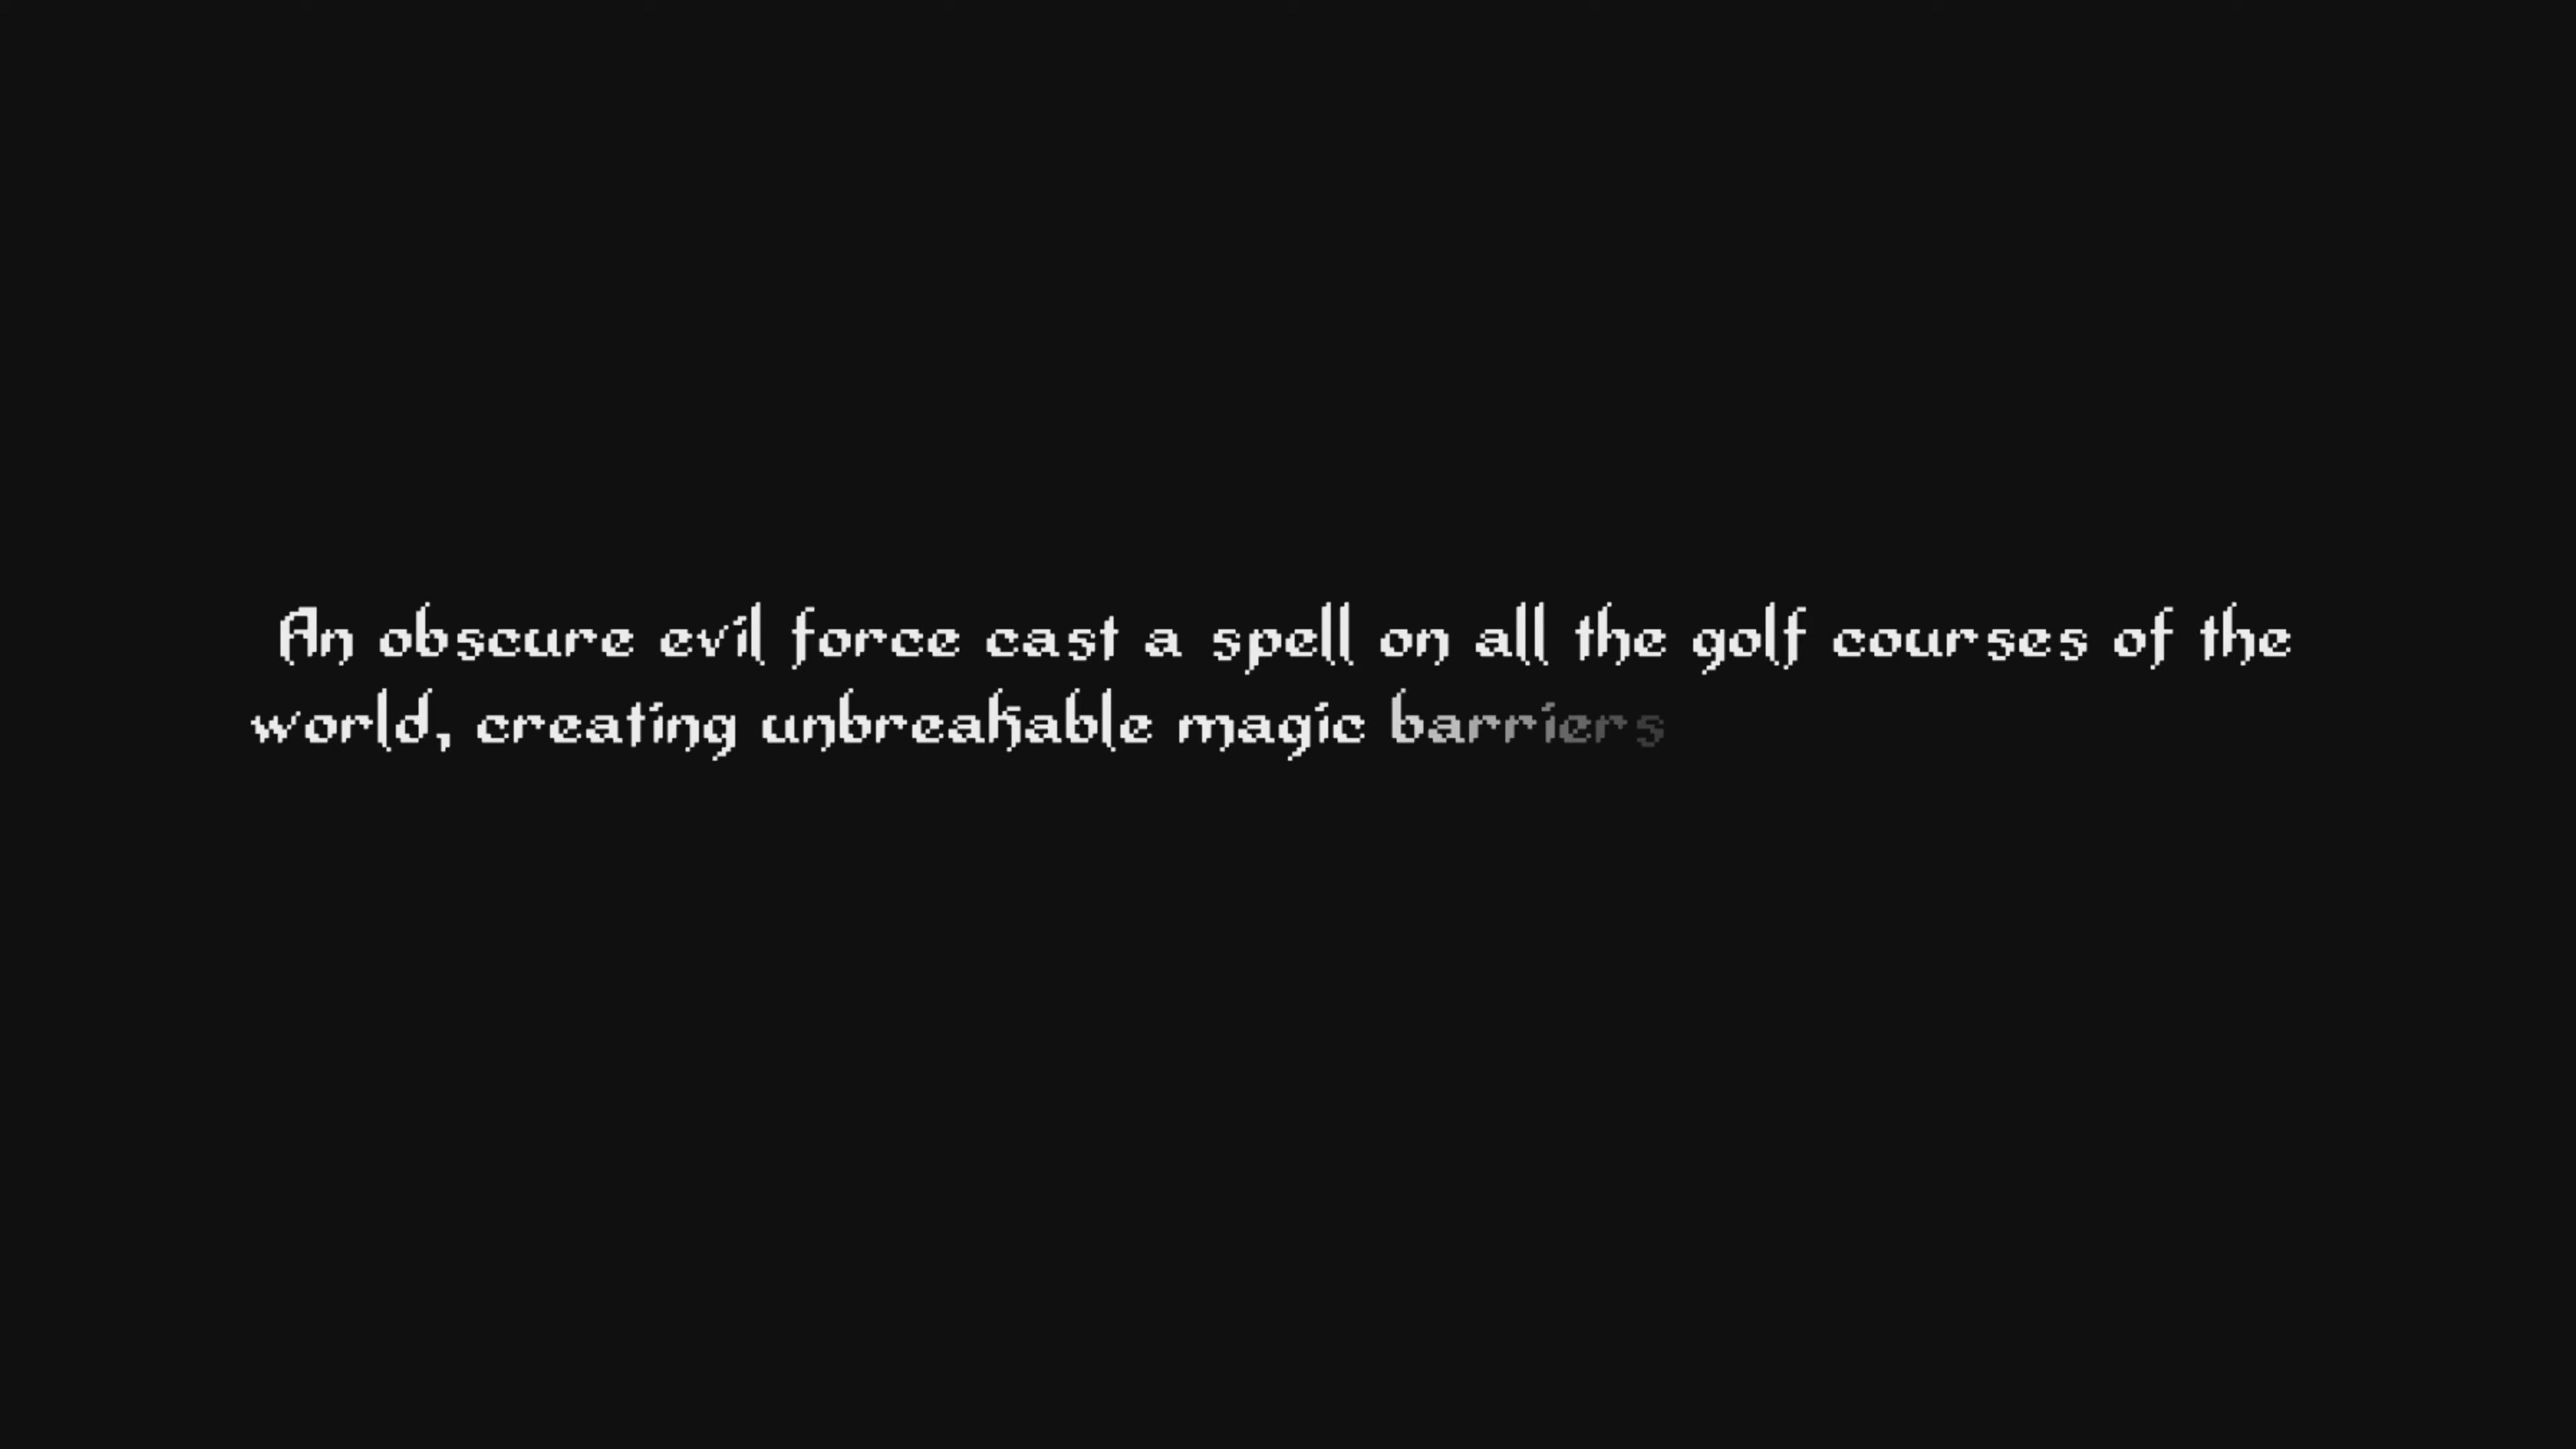 An obscure evil force cast a spell on all the golf courses of the
world, creating unbreakable magic barriers